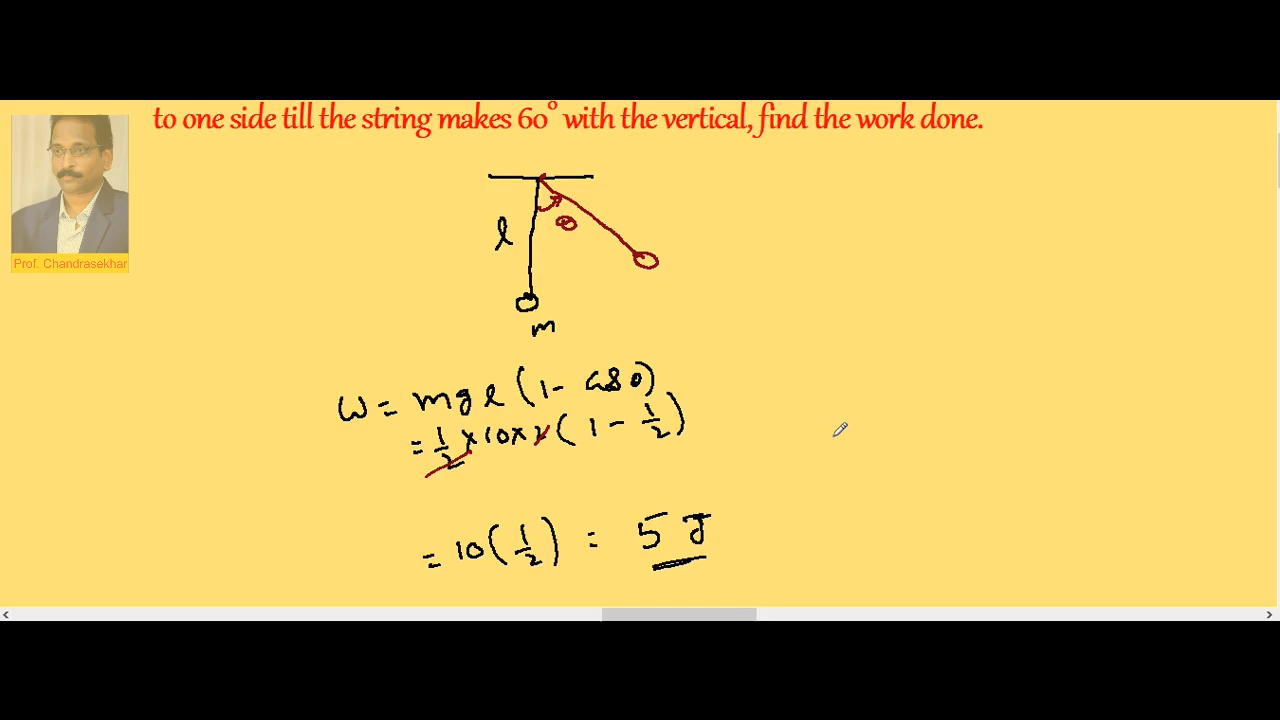 to one side till the string makes 60° with the vertical, find the work done.
Prof. Chandrasekhar
l
θ
m
W = mgl (1 - cosθ)
= 1/2 × 10 × 2 (1 - 1/2)
= 10 (1/2) = 5 J